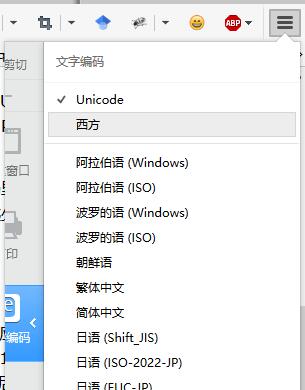 ABP
剪切
文字编码
Unicode
西方
窗口
阿拉伯语 (Windows)
阿拉伯语 (ISO)
波罗的语 (Windows)
波罗的语 (ISO)
印
朝鲜语
繁体中文
简体中文
编码
日语 (Shift_JIS)
日语 (ISO-2022-JP)
日语 (EUC-JP)